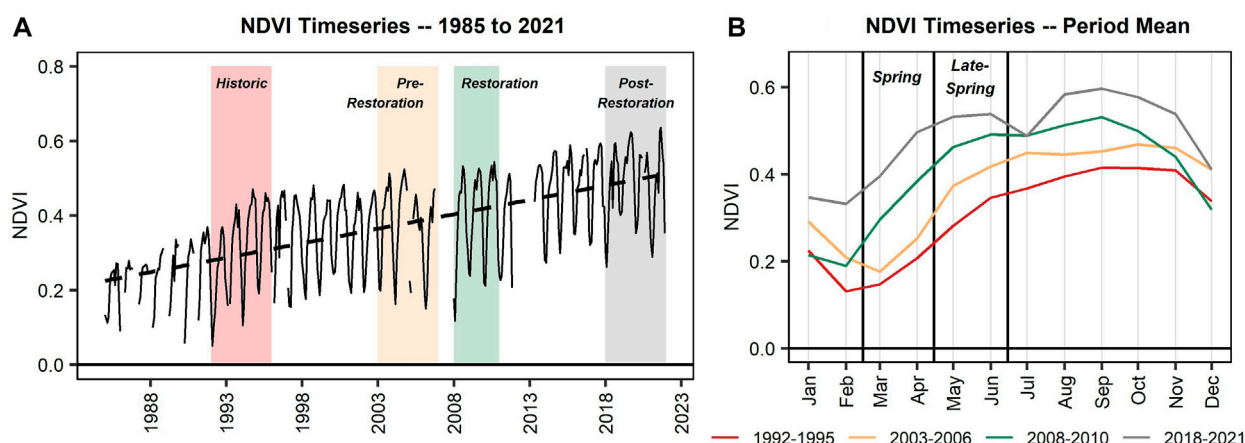 A
NDVI Timeseries -- 1985 to 2021
NDVI
0.8
0.6
0.4
0.2
0.0
Historic
Pre-
Restoration
Restoration
Post-
Restoration
1988
1993
1998
2003
2008
2013
2018
2023
B
NDVI Timeseries -- Period Mean
NDVI
0.6
0.4
0.2
0.0
Spring
Late-
Spring
Jan
Feb
Mar
Apr
May
Jun
Jul
Aug
Sep
Oct
Nov
Dec
1992-1995
2003-2006
2008-2010
2018-2021